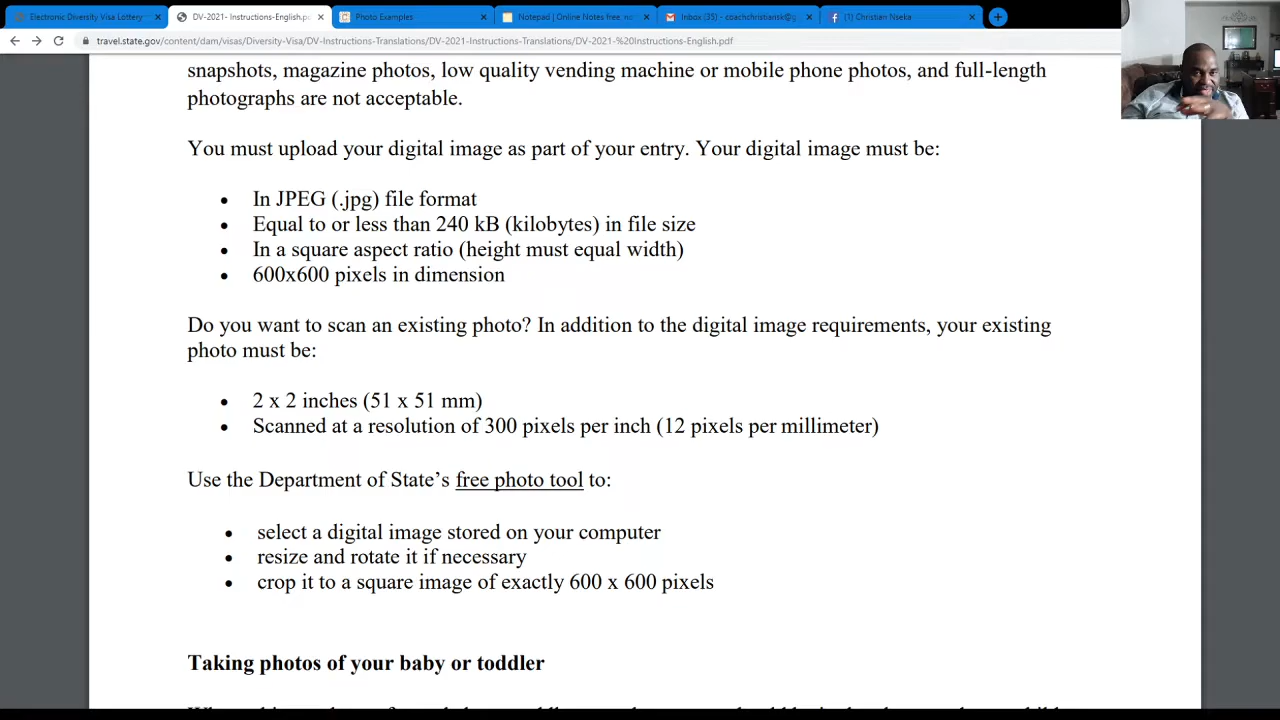 Electronic Diversity Visa Lottery
DV-2021- Instructions-English.p
Photo Examples
Notepad | Online Notes free, no
Inbox (35) - coachchristiansk@g
(1) Christian Nseka
travel.state.gov/content/dam/visas/Diversity-Visa/DV-Instructions-Translations/DV-2021-Instructions-Translations/DV-2021-%20Instructions-English.pdf
snapshots, magazine photos, low quality vending machine or mobile phone photos, and full-length
photographs are not acceptable.
You must upload your digital image as part of your entry. Your digital image must be:
• In JPEG (.jpg) file format
• Equal to or less than 240 kB (kilobytes) in file size
• In a square aspect ratio (height must equal width)
• 600x600 pixels in dimension
Do you want to scan an existing photo? In addition to the digital image requirements, your existing
photo must be:
• 2 x 2 inches (51 x 51 mm)
• Scanned at a resolution of 300 pixels per inch (12 pixels per millimeter)
Use the Department of State’s free photo tool to:
• select a digital image stored on your computer
• resize and rotate it if necessary
• crop it to a square image of exactly 600 x 600 pixels
Taking photos of your baby or toddler